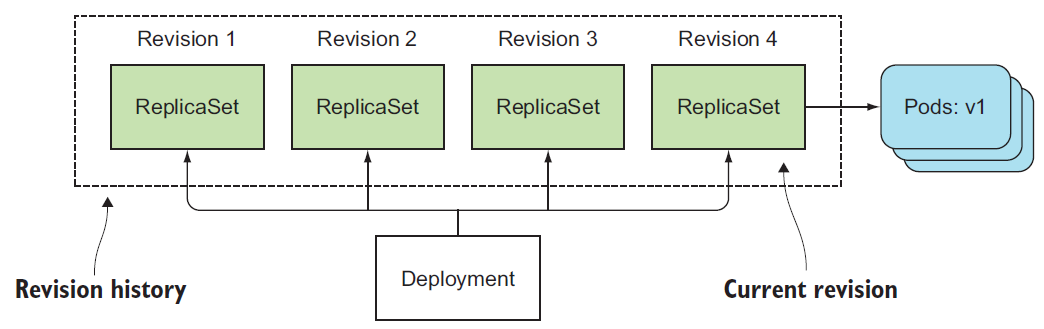 Revision 1
Revision 2
Revision 3
Revision 4
ReplicaSet
ReplicaSet
ReplicaSet
ReplicaSet
Pods: v1
Deployment
Revision history
Current revision